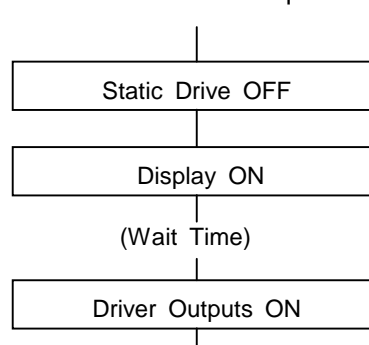 Static Drive OFF
Display ON
(Wait Time)
Driver Outputs ON